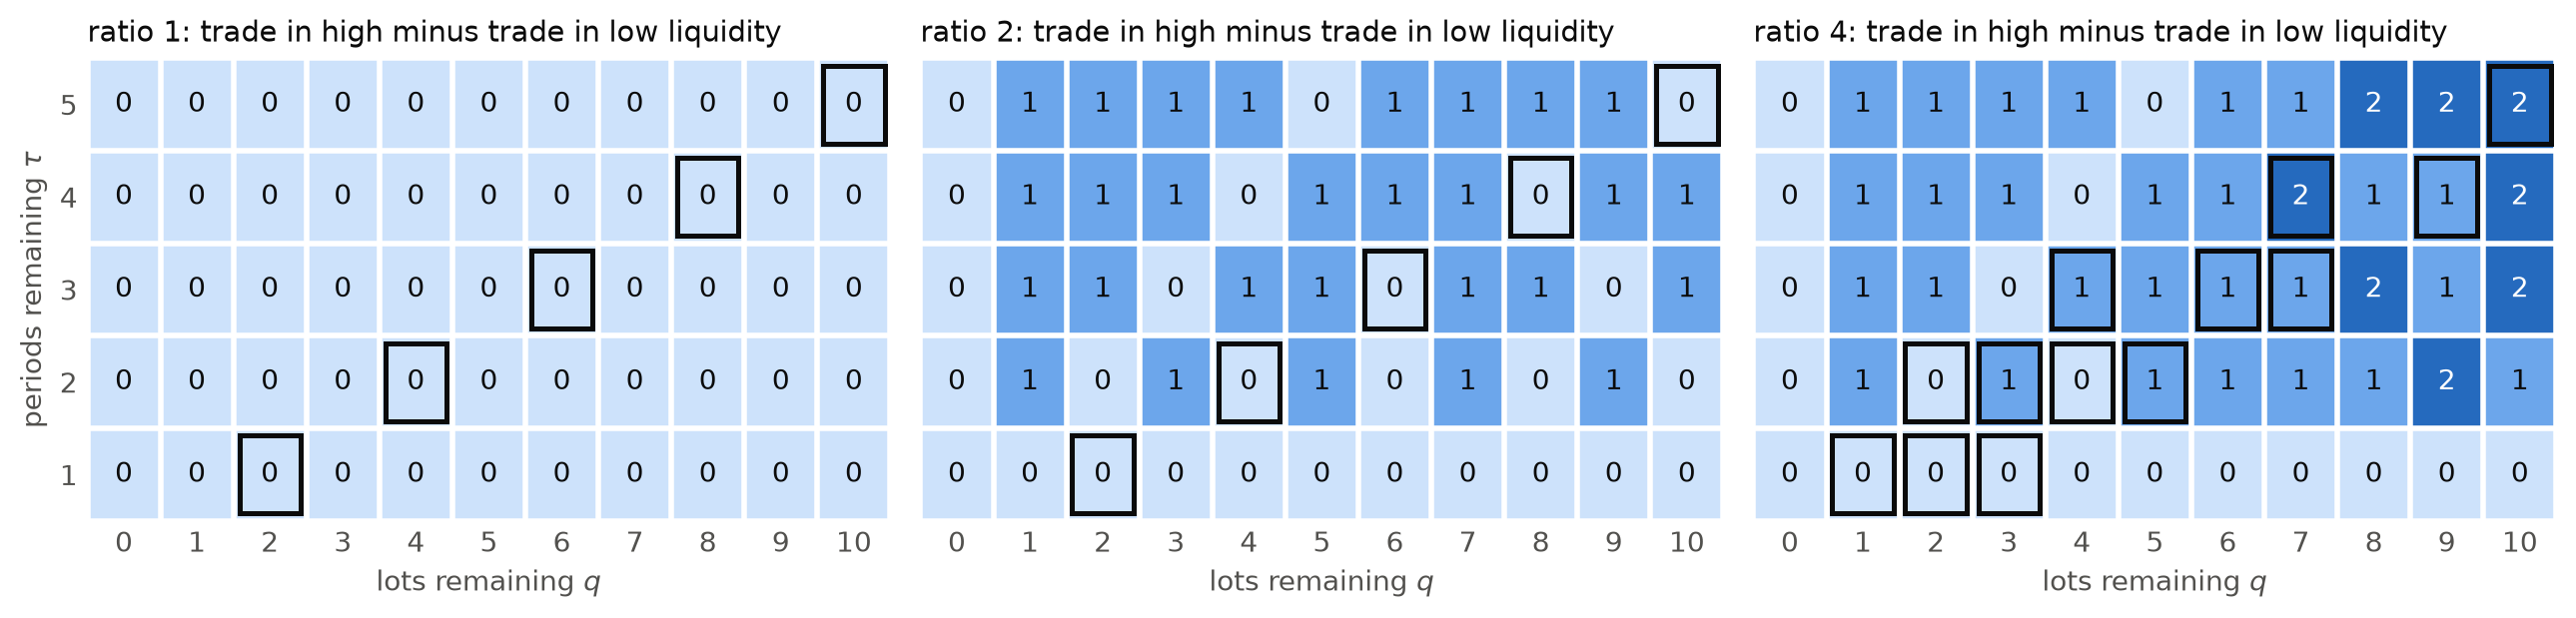 ratio 1: trade in high minus trade in low liquidity
periods remaining τ
5 0 0 0 0 0 0 0 0 0 0 0
4 0 0 0 0 0 0 0 0 0 0 0
3 0 0 0 0 0 0 0 0 0 0 0
2 0 0 0 0 0 0 0 0 0 0 0
1 0 0 0 0 0 0 0 0 0 0 0
0 1 2 3 4 5 6 7 8 9 10
lots remaining q
ratio 2: trade in high minus trade in low liquidity
0 1 1 1 1 0 1 1 1 1 0
0 1 1 1 0 1 1 1 0 1 1
0 1 1 0 1 1 0 1 1 0 1
0 1 0 1 0 1 0 1 0 1 0
0 0 0 0 0 0 0 0 0 0 0
0 1 2 3 4 5 6 7 8 9 10
lots remaining q
ratio 4: trade in high minus trade in low liquidity
0 1 1 1 1 0 1 1 2 2 2
0 1 1 1 0 1 1 2 1 1 2
0 1 1 0 1 1 1 1 2 1 2
0 1 0 1 0 1 1 1 1 2 1
0 0 0 0 0 0 0 0 0 0 0
0 1 2 3 4 5 6 7 8 9 10
lots remaining q